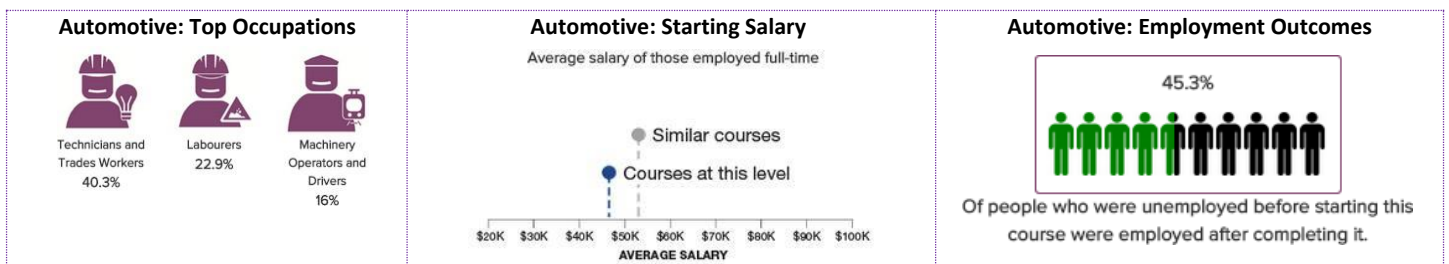 Automotive: Top Occupations
Technicians and
Trades Workers
40.3%
Labourers
22.9%
Machinery
Operators and
Drivers
16%
Automotive: Starting Salary
Average salary of those employed full-time
Similar courses
Courses at this level
$20K $30K $40K $50K $60K $70K $80K $90K $100K
AVERAGE SALARY
Automotive: Employment Outcomes
45.3%
Of people who were unemployed before starting this
course were employed after completing it.